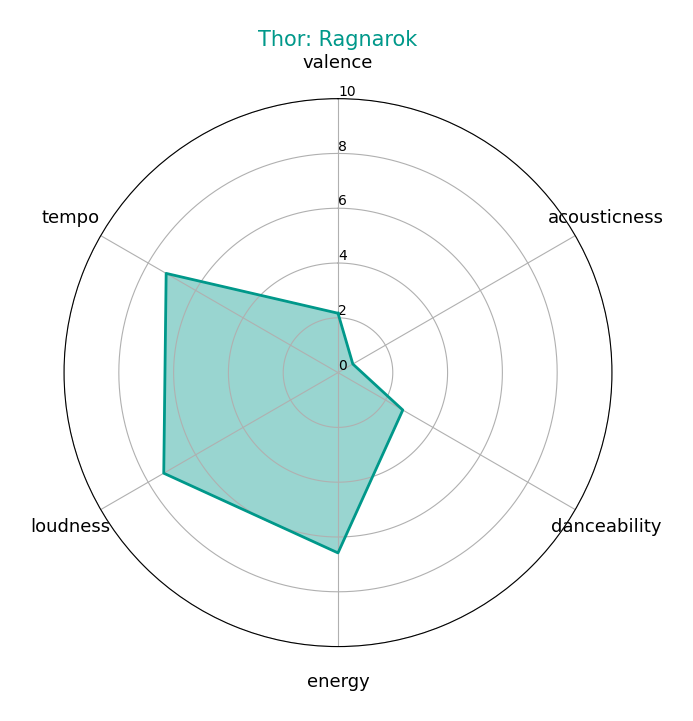 Thor: Ragnarok
valence
10
8
tempo
acousticness
6
4
2
0
loudness
danceability
energy